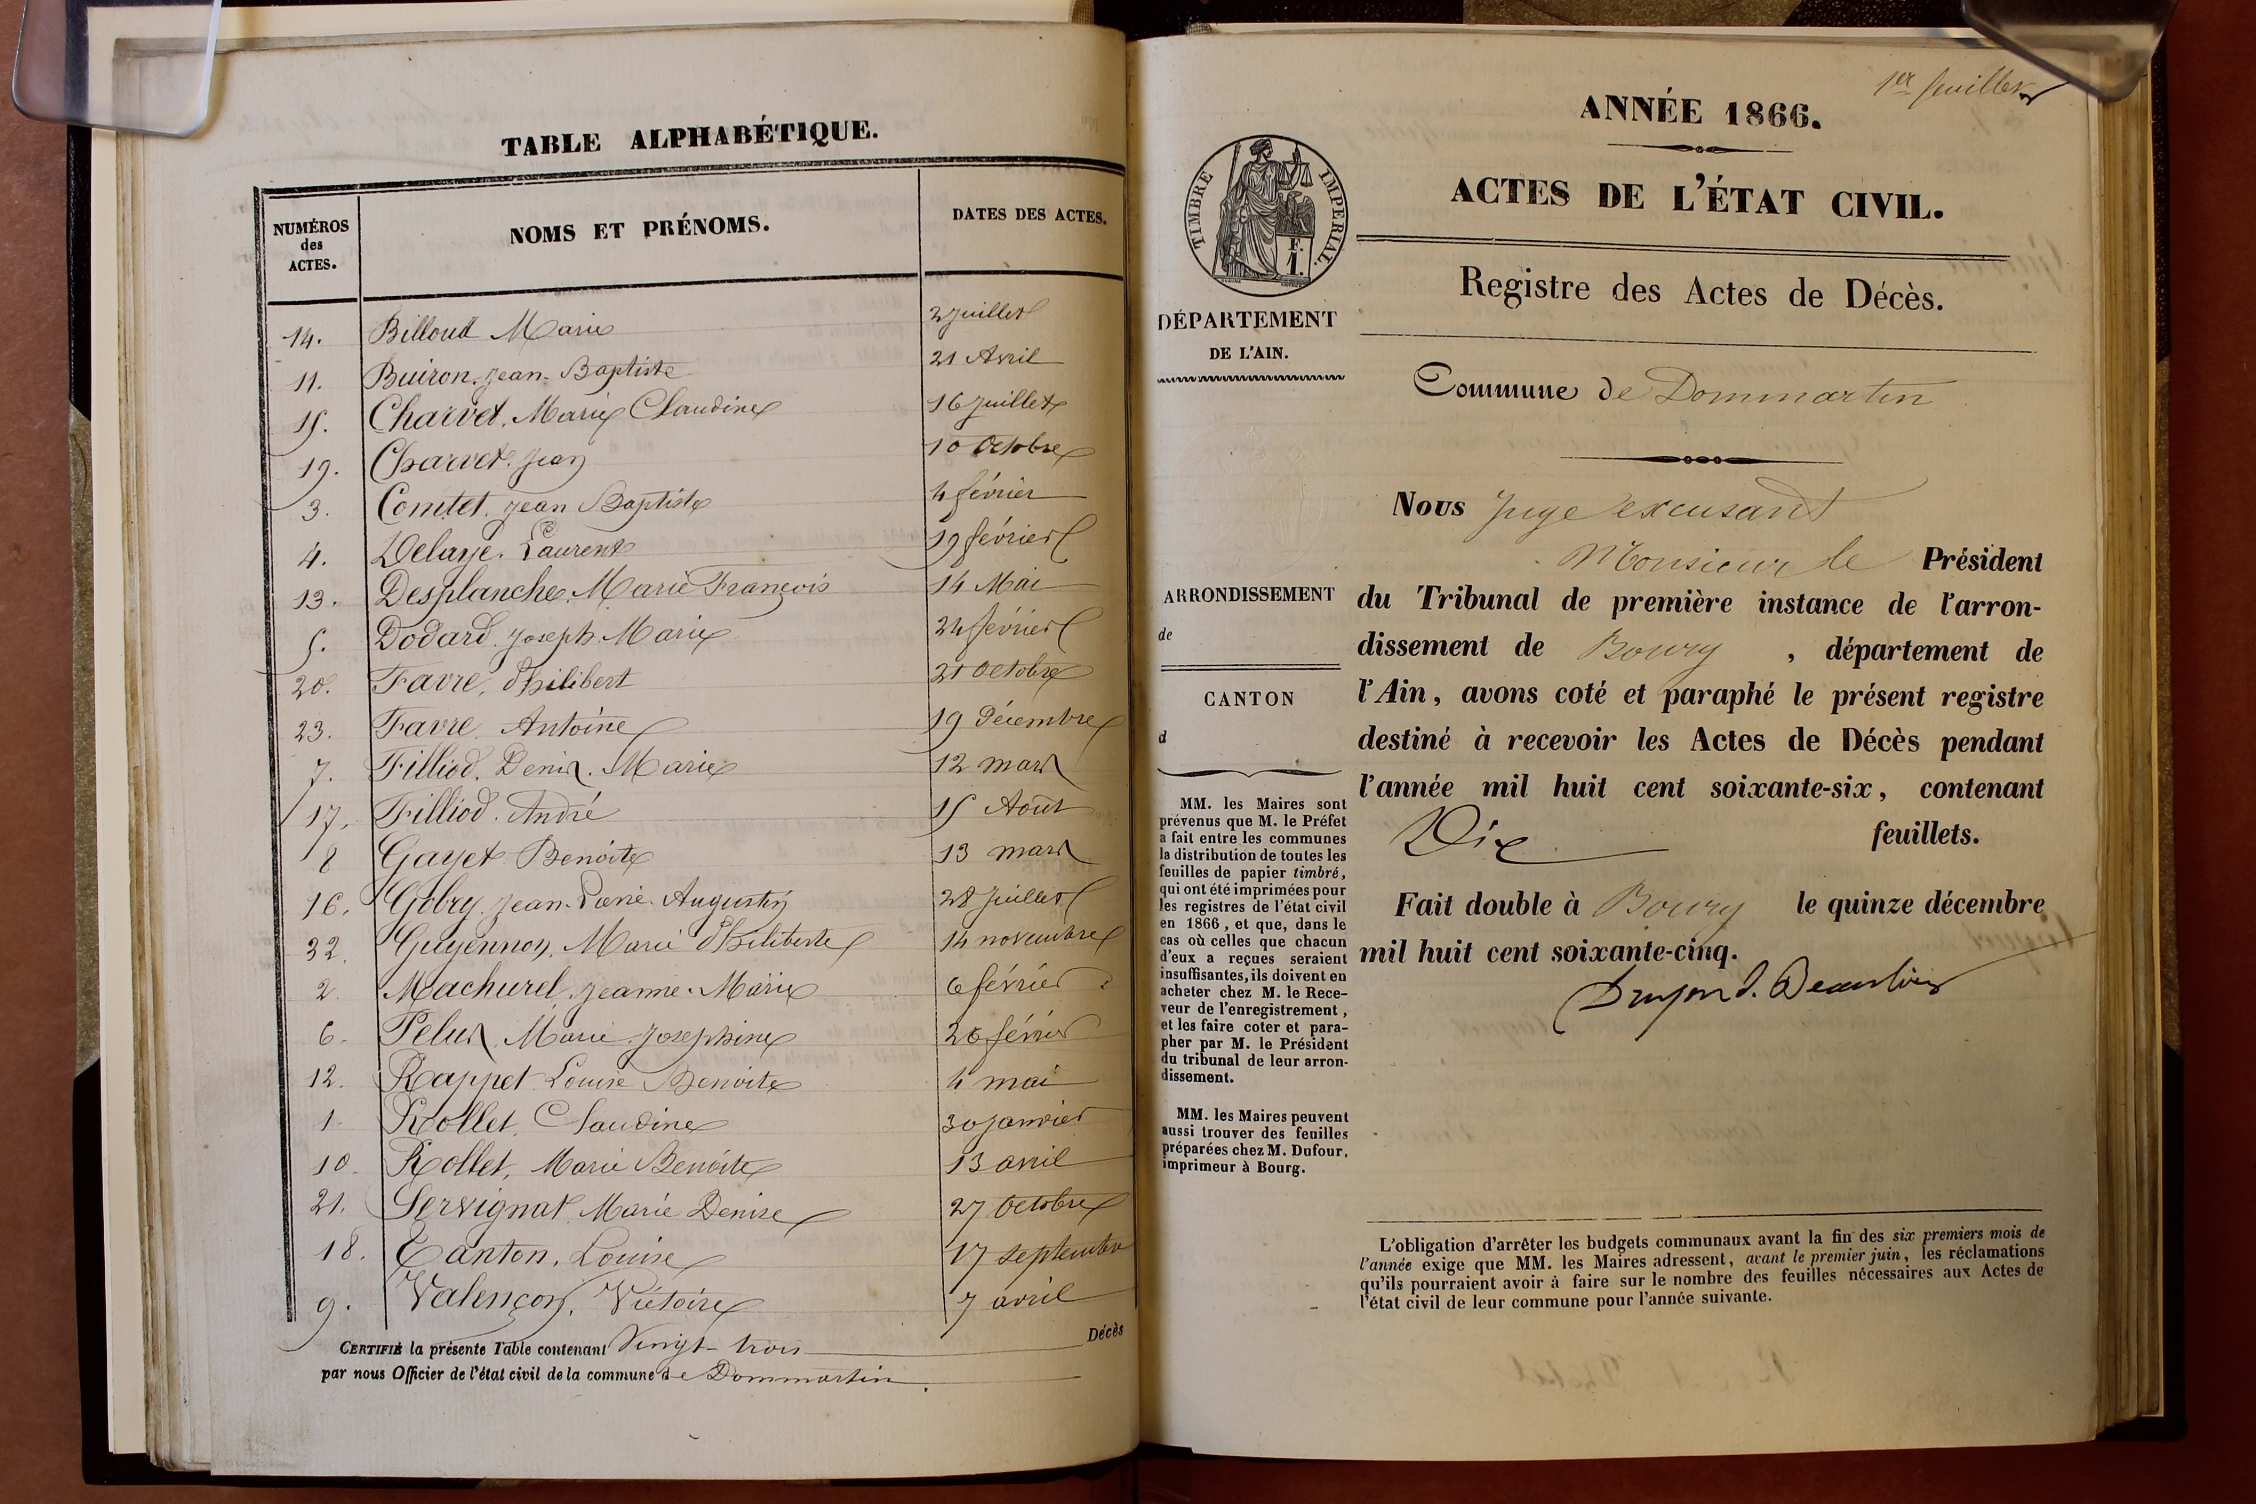 TABLE ALPHABÉTIQUE.
NUMÉROS
des
ACTES.
NOMS ET PRÉNOMS.
DATES DES ACTES.
14. Billoud Marie 2 juillet
11. Buiron. Jean-Baptiste 21 Avril
15. Charvet. Marie Claudine 16 juillet
19. Charvet. Jean 10 Octobre
3. Comtet. Jean Baptiste 4 février
4. Delaye. Laurent 19 février
13. Desplanche. Marie François 14 Mai
5. Dodard. Joseph. Marie 24 février
20. Favre, Philibert 21 Octobre
23. Favre, Antoine 19 Décembre
7. Filliod. Denis. Marie 12 mars
17. Filliod. André 15 Août
8 Gayet. Benoite 13 mars
16. Gobry. Jean-Pierre. Augustin 28 Juillet
32. Guyennon, Marie Philiberte 14 novembre
2. Machurel, Jeanne. Marie 6 février
6. Pelus, Marie Josephine 26 février
12. Rappet Louise Benoite 4 mai
1. Rollet, Claudine 30 janvier
10. Rollet, Marie Benoite 13 avril
21. Servignat, Marie Denise 27 Octobre
18. Tanton, Louise 17 septembre
9. Valençon, Victoire 7 avril
CERTIFIÉ la présente Table contenant Vingt-trois Décès
par nous Officier de l'état civil de la commune de Dommartin.
1er feuillet
ANNÉE 1866.
ACTES DE L'ÉTAT CIVIL.
TIMBRE IMPERIAL.
F.
1.
Registre des Actes de Décès.
DÉPARTEMENT
DE L'AIN.
Commune de Dommartin
Nous Juge excusant
Monsieur le Président
ARRONDISSEMENT
de
CANTON
d
du Tribunal de première instance de l'arron-
dissement de Bourg , département de
l'Ain, avons coté et paraphé le présent registre
destiné à recevoir les Actes de Décès pendant
l'année mil huit cent soixante-six, contenant
Dix feuillets.
Fait double à Bourg le quinze décembre
mil huit cent soixante-cinq.
MM. les Maires sont
prévenus que M. le Préfet
a fait entre les communes
la distribution de toutes les
feuilles de papier timbré,
qui ont été imprimées pour
les registres de l'état civil
en 1866, et que, dans le
cas où celles que chacun
d'eux a reçues seraient
insuffisantes, ils doivent en
acheter chez M. le Rece-
veur de l'enregistrement,
et les faire coter et para-
pher par M. le Président
du tribunal de leur arron-
dissement.
MM. les Maires peuvent
aussi trouver des feuilles
préparées chez M. Dufour,
imprimeur à Bourg.
L'obligation d'arrêter les budgets communaux avant la fin des six premiers mois de
l'année exige que MM. les Maires adressent, avant le premier juin, les réclamations
qu'ils pourraient avoir à faire sur le nombre des feuilles nécessaires aux Actes de
l'état civil de leur commune pour l'année suivante.